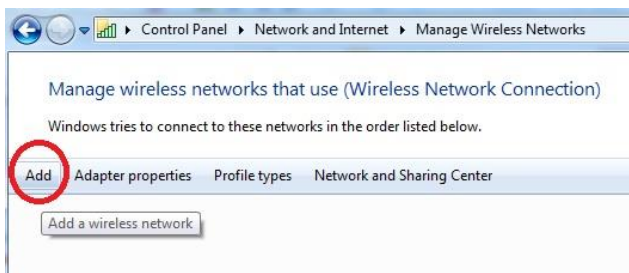 Control Panel ▸ Network and Internet ▸ Manage Wireless Networks
Manage wireless networks that use (Wireless Network Connection)
Windows tries to connect to these networks in the order listed below.
Add Adapter properties Profile types Network and Sharing Center
Add a wireless network